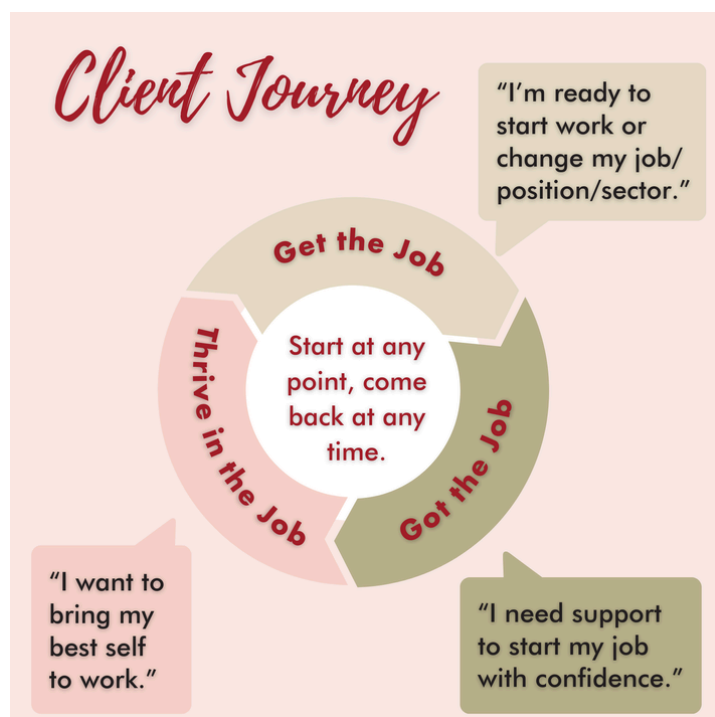 Client Journey
“I’m ready to
start work or
change my job/
position/sector.”
Get the Job
Start at any
point, come
back at any
time.
Thrive in the Job
Got the Job
“I want to
bring my
best self
to work.”
“I need support
to start my job
with confidence.”